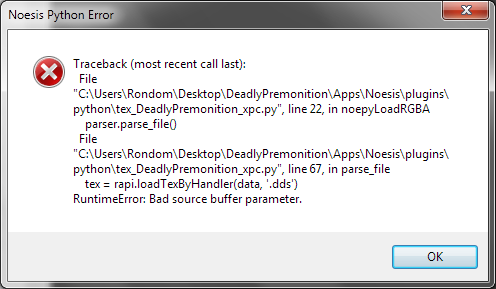 Noesis Python Error
Traceback (most recent call last):
File
"C:\Users\Rondom\Desktop\DeadlyPremonition\Apps\Noesis\plugins\
python\tex_DeadlyPremonition_xpc.py", line 22, in noepyLoadRGBA
parser.parse_file()
File
"C:\Users\Rondom\Desktop\DeadlyPremonition\Apps\Noesis\plugins\
python\tex_DeadlyPremonition_xpc.py", line 67, in parse_file
tex = rapi.loadTexByHandler(data, '.dds')
RuntimeError: Bad source buffer parameter.
OK